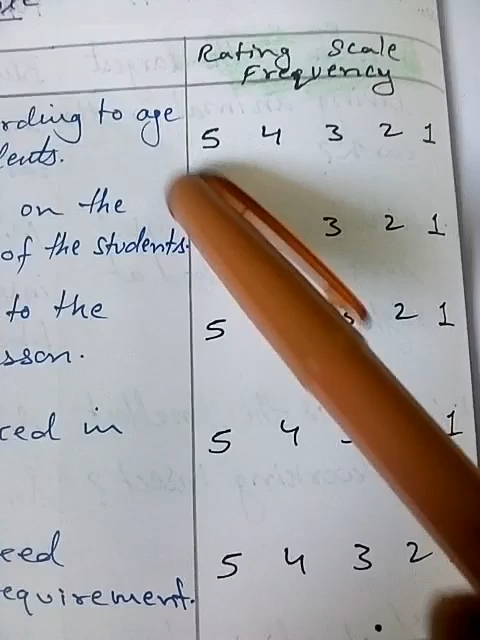 Rating Scale
Frequency
rding to age
lents.
5 4 3 2 1
on the
of the students.
3 2 1
to the
sson.
5 2 1
ced in
5 4 1
eed
equirement.
5 4 3 2